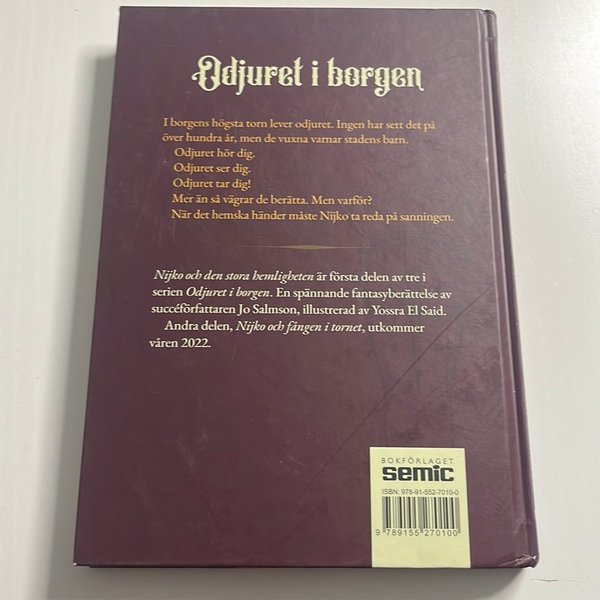 Odjuret i borgen
I borgens högsta torn lever odjuret. Ingen har sett det på
över hundra år, men de vuxna varnar stadens barn.
Odjuret hör dig.
Odjuret ser dig.
Odjuret tar dig!
Mer än så vägrar de berätta. Men varför?
När det hemska händer måste Nijko ta reda på sanningen.
Nijko och den stora hemligheten är första delen av tre i
serien Odjuret i borgen. En spännande fantasyberättelse av
succéförfattaren Jo Salmson, illustrerad av Yossra El Said.
Andra delen, Nijko och fången i tornet, utkommer
våren 2022.
BOKFÖRLAGET
semic
ISBN: 978-91-552-7010-0
9 789155 270100